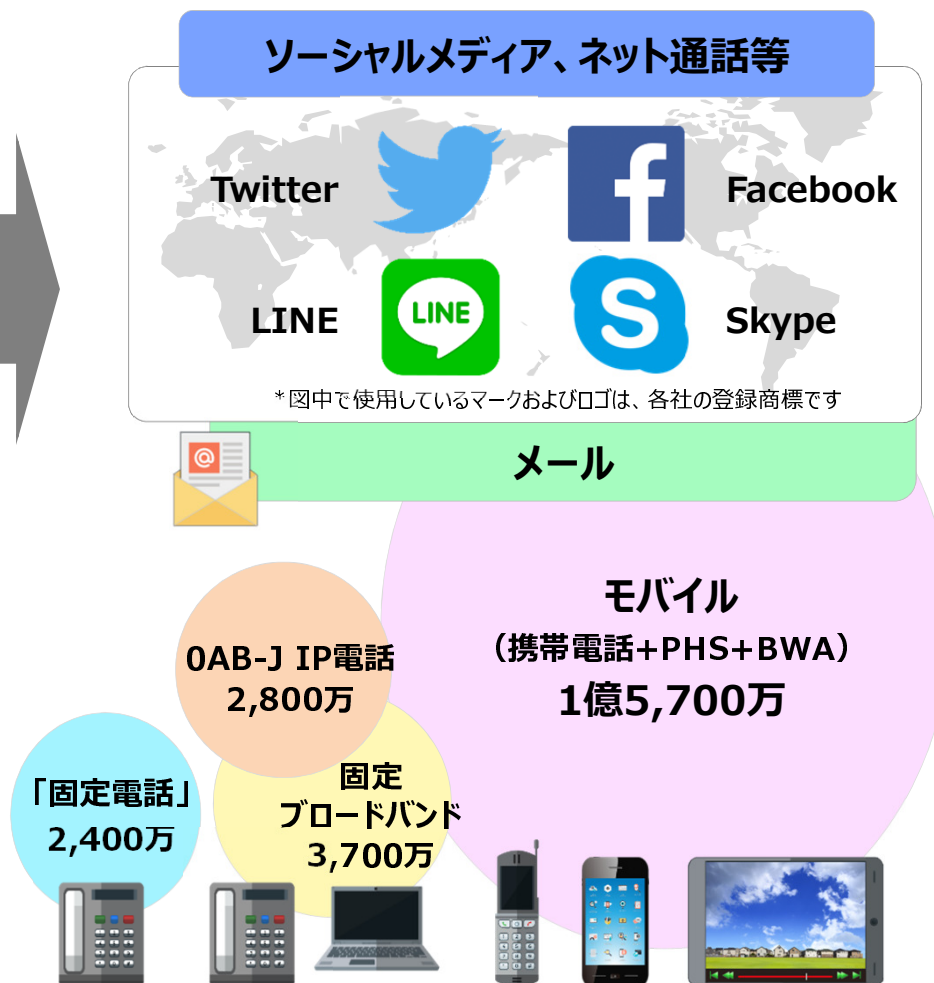 ソーシャルメディア、ネット通話等
Twitter
Facebook
LINE
LINE
S
Skype
*図中で使用しているマークおよびロゴは、各社の登録商標です
@
メール
モバイル
(携帯電話+PHS+BWA)
1億5,700万
0AB-J IP電話
2,800万
「固定電話」
2,400万
固定
ブロードバンド
3,700万